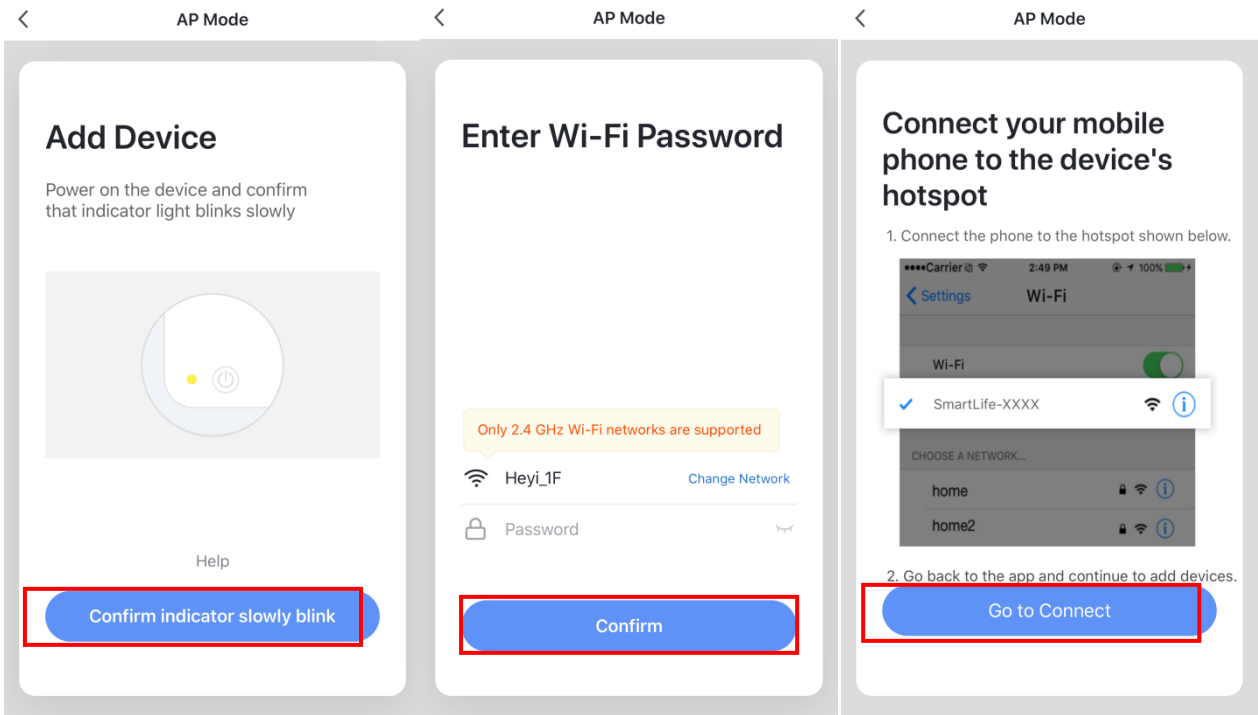 AP Mode
Add Device
Power on the device and confirm
that indicator light blinks slowly
Help
Confirm indicator slowly blink
AP Mode
Enter Wi-Fi Password
Only 2.4 GHz Wi-Fi networks are supported
Heyi_1F
Change Network
Password
Confirm
AP Mode
Connect your mobile
phone to the device's
hotspot
1. Connect the phone to the hotspot shown below.
Carrier 2:49 PM 100%
Settings Wi-Fi
Wi-Fi
SmartLife-XXXX
CHOOSE A NETWORK...
home
home2
2. Go back to the app and continue to add devices.
Go to Connect